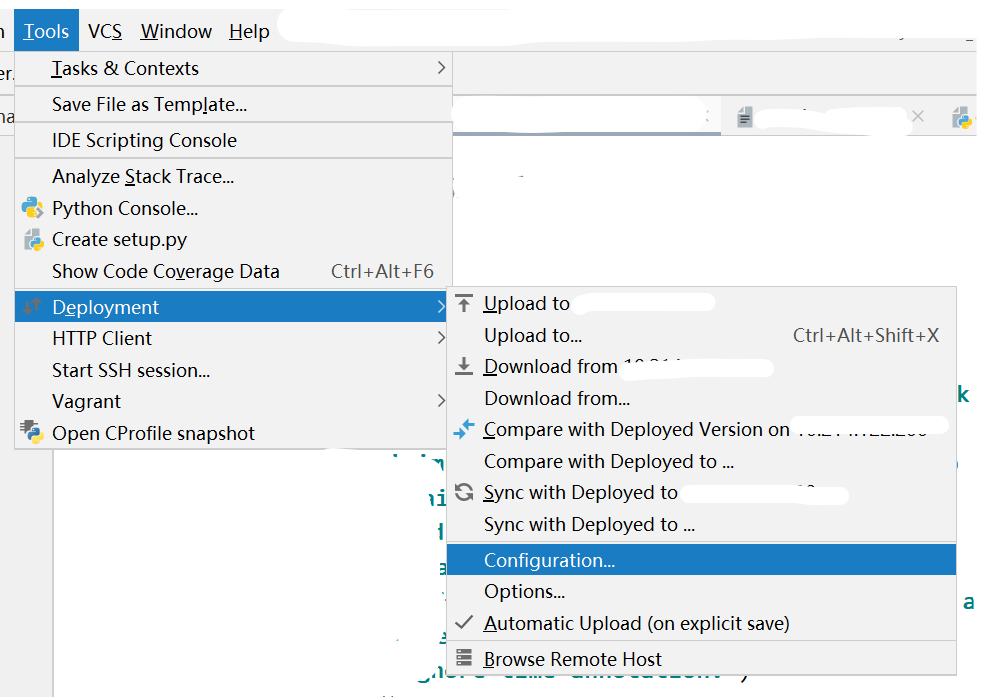 Tools VCS Window Help
Tasks & Contexts
Save File as Template...
IDE Scripting Console
Analyze Stack Trace...
Python Console...
Create setup.py
Show Code Coverage Data Ctrl+Alt+F6
Deployment
HTTP Client
Start SSH session...
Vagrant
Open CProfile snapshot
Upload to
Upload to... Ctrl+Alt+Shift+X
Download from
Download from...
Compare with Deployed Version on
Compare with Deployed to ...
Sync with Deployed to
Sync with Deployed to ...
Configuration...
Options...
Automatic Upload (on explicit save)
Browse Remote Host